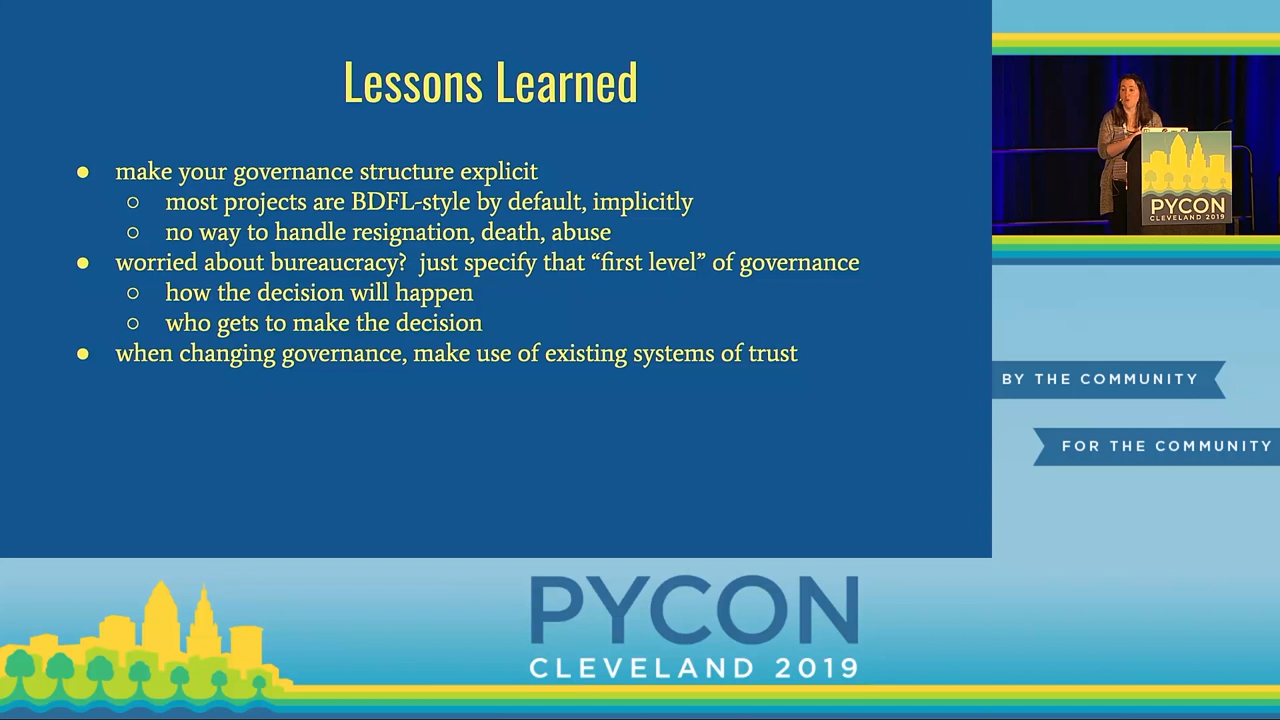 Lessons Learned
● make your governance structure explicit
○ most projects are BDFL-style by default, implicitly
○ no way to handle resignation, death, abuse
● worried about bureaucracy?  just specify that “first level” of governance
○ how the decision will happen
○ who gets to make the decision
● when changing governance, make use of existing systems of trust
PYCON
CLEVELAND 2019
BY THE COMMUNITY
FOR THE COMMUNITY
PYCON
CLEVELAND 2019